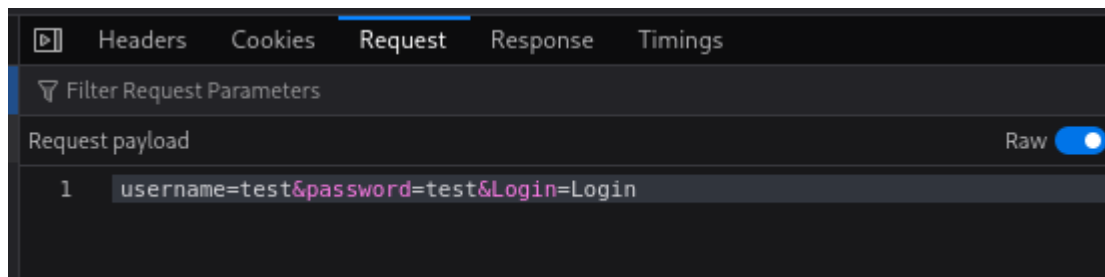 Headers Cookies Request Response Timings
Filter Request Parameters
Request payload Raw
1 username=test&password=test&Login=Login